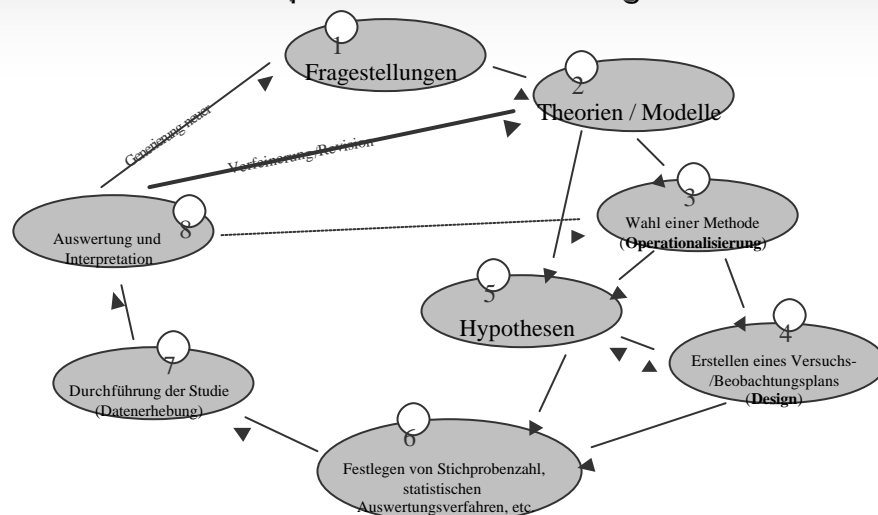 1
Fragestellungen
2
Theorien / Modelle
Generierung neuer
Verfeinerung/Revision
3
Wahl einer Methode
(Operationalisierung)
8
Auswertung und
Interpretation
5
Hypothesen
4
Erstellen eines Versuchs-
/Beobachtungsplans
(Design)
7
Durchführung der Studie
(Datenerhebung)
6
Festlegen von Stichprobenzahl,
statistischen
Auswertungsverfahren, etc.